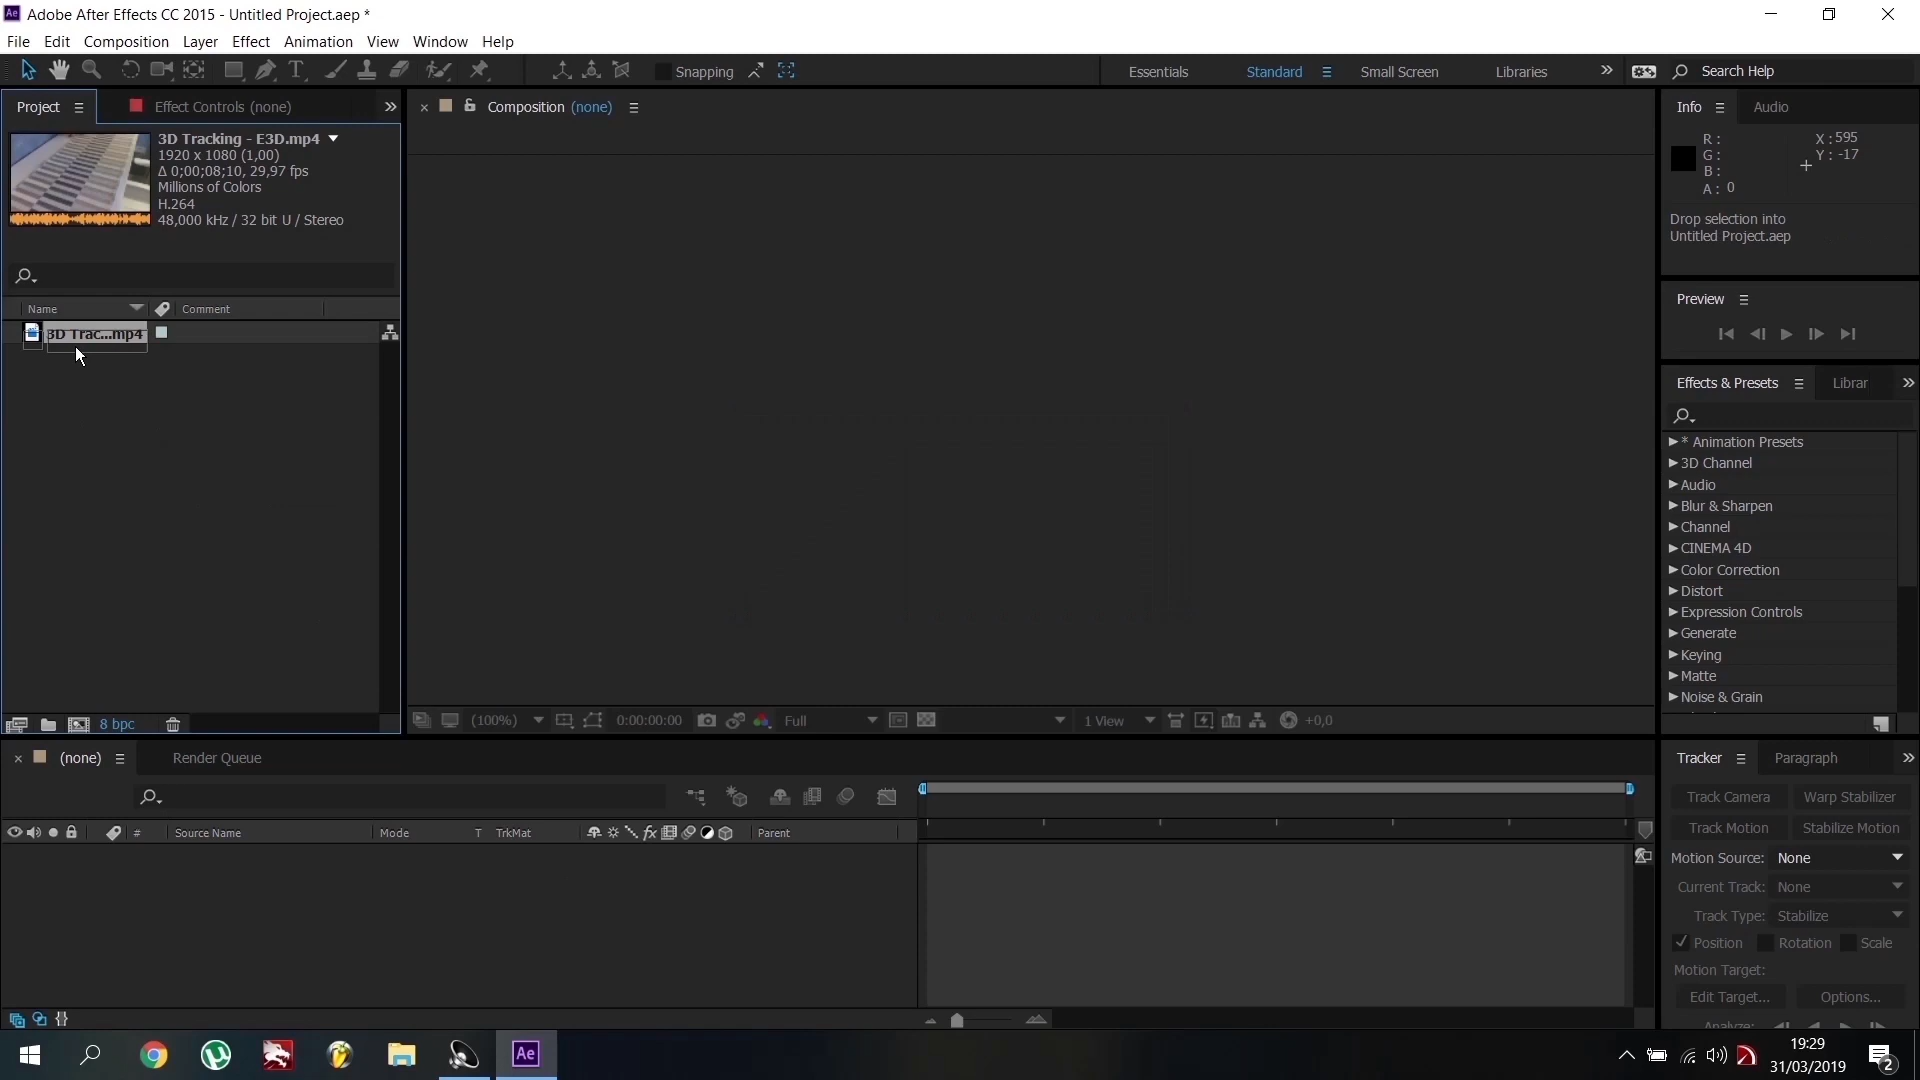 Adobe After Effects CC 2015 - Untitled Project.aep *
File Edit Composition Layer Effect Animation View Window Help
Snapping Essentials Standard Small Screen Libraries Search Help
Project Effect Controls (none) Composition (none) Info Audio
3D Tracking - E3D.mp4
1920 x 1080 (1,00)
Δ 0;00;08;10, 29,97 fps
Millions of Colors
H.264
48,000 kHz / 32 bit U / Stereo
R :
G :
B :
A : 0
X : 595
Y : -17
Drop selection into
Untitled Project.aep
Name Comment
3D Trac...mp4
Preview
Effects & Presets Librar
* Animation Presets
3D Channel
Audio
Blur & Sharpen
Channel
CINEMA 4D
Color Correction
Distort
Expression Controls
Generate
Keying
Matte
Noise & Grain
8 bpc
(100%) 0:00:00:00 Full 1 View +0,0
(none) Render Queue
# Source Name Mode T TrkMat fx Parent
Tracker Paragraph
Track Camera Warp Stabilizer
Track Motion Stabilize Motion
Motion Source: None
Current Track: None
Track Type: Stabilize
Position Rotation Scale
Motion Target:
Edit Target... Options...
Analyze:
Ae
19:29
31/03/2019
2